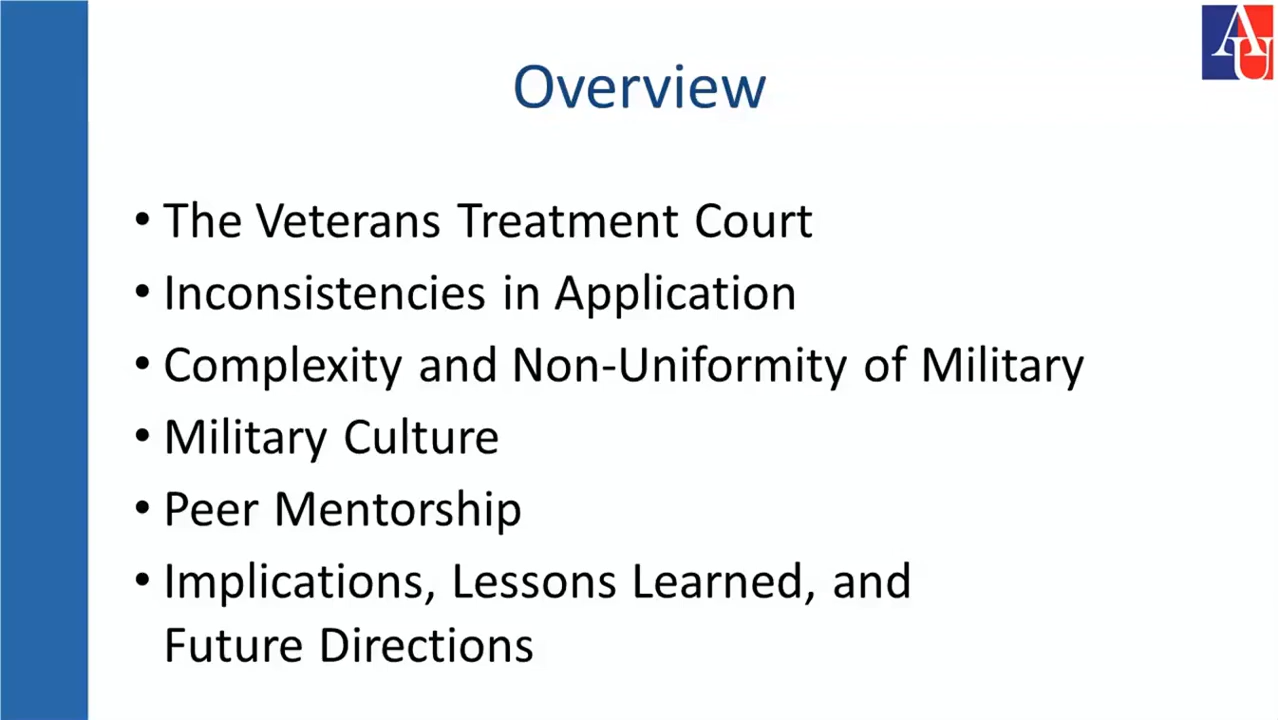 AU
Overview
• The Veterans Treatment Court
• Inconsistencies in Application
• Complexity and Non-Uniformity of Military
• Military Culture
• Peer Mentorship
• Implications, Lessons Learned, and
Future Directions